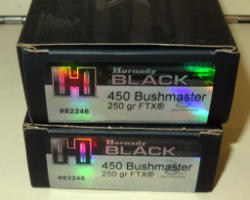 Hornady
BLACK
450 Bushmaster
250 gr FTX®
#82246
Hornady
BLACK
450 Bushmaster
250 gr FTX®
#82246